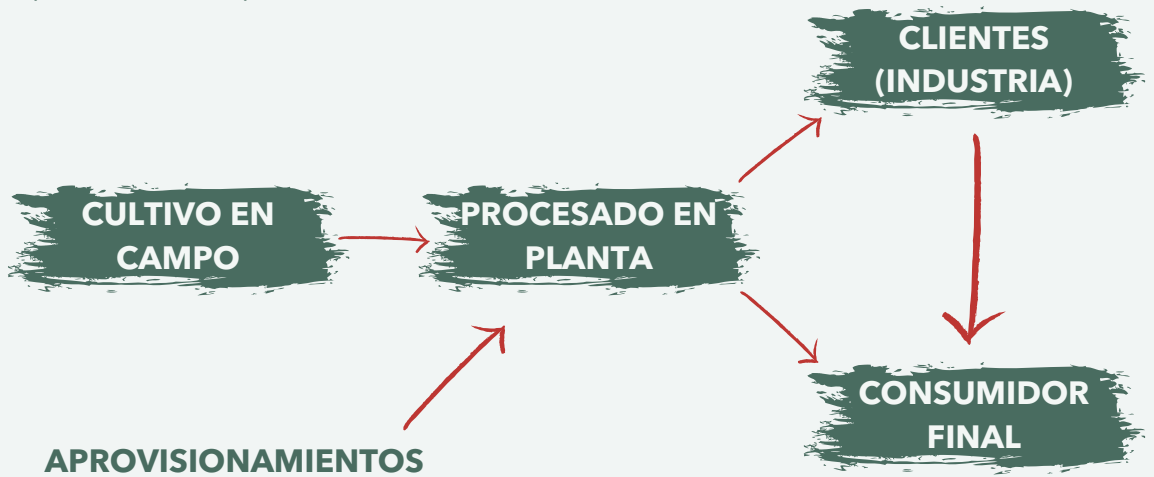 CLIENTES
(INDUSTRIA)
CULTIVO EN
CAMPO
PROCESADO EN
PLANTA
CONSUMIDOR
FINAL
APROVISIONAMIENTOS